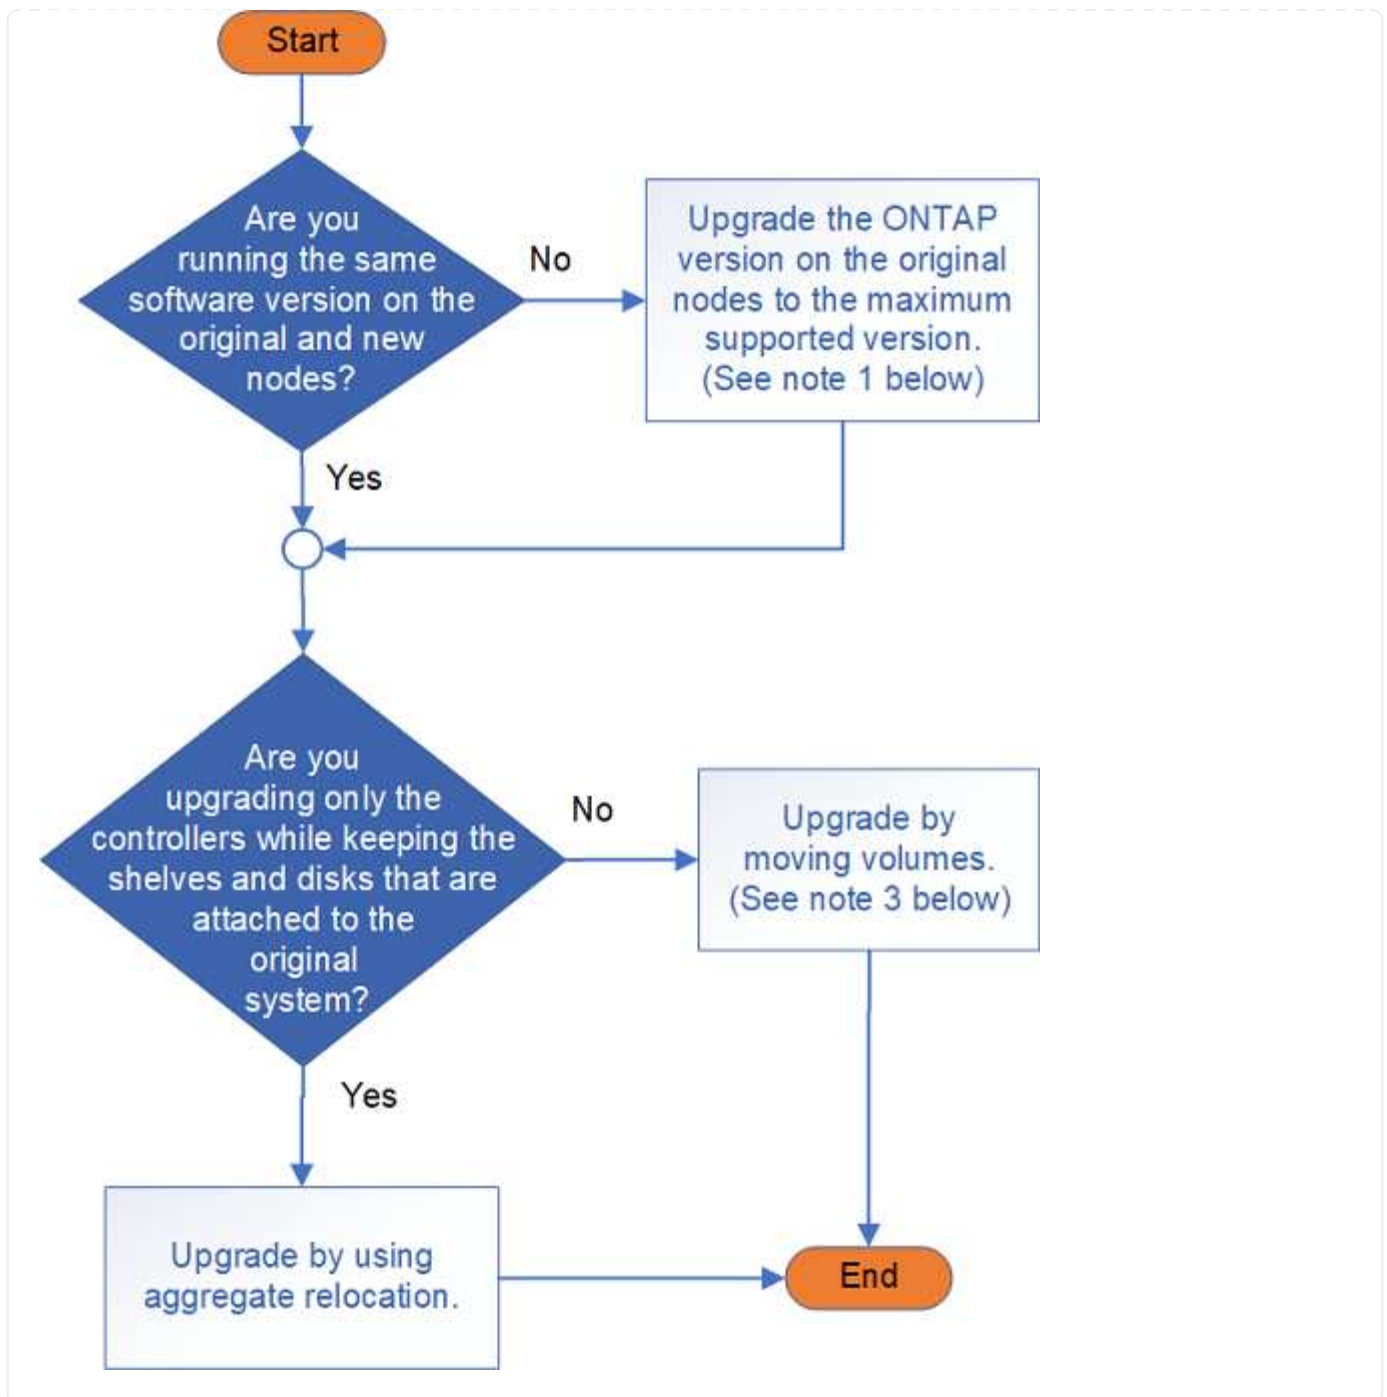 Start
Are you
running the same
software version on the
original and new
nodes?
No
Upgrade the ONTAP
version on the original
nodes to the maximum
supported version.
(See note 1 below)
Yes
Are you
upgrading only the
controllers while keeping the
shelves and disks that are
attached to the
original
system?
No
Upgrade by
moving volumes.
(See note 3 below)
Yes
Upgrade by using
aggregate relocation.
End